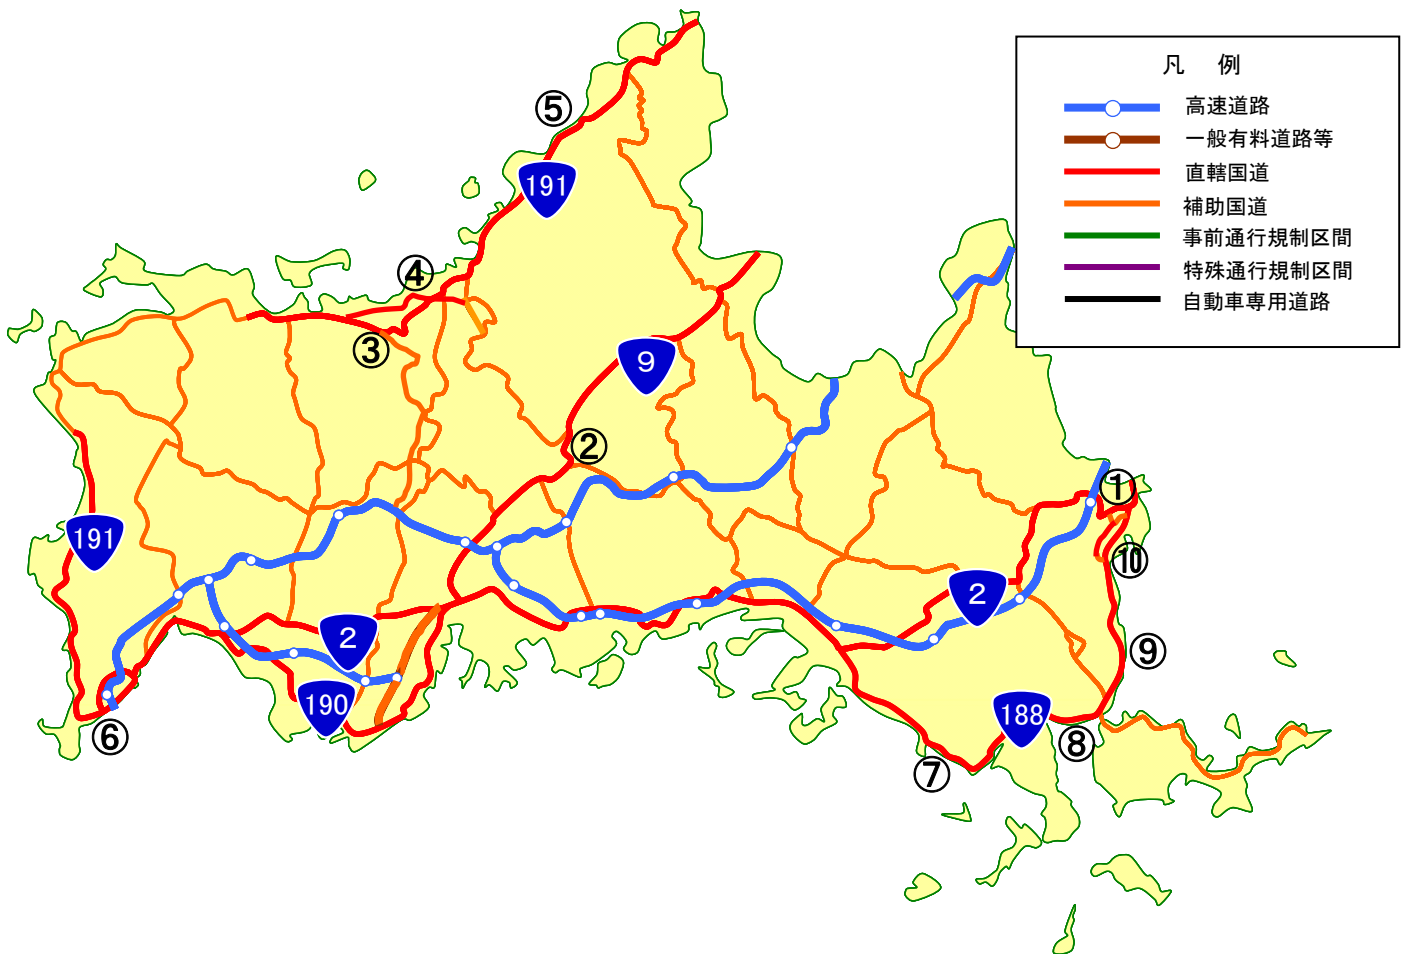 凡 例
高速道路
一般有料道路等
直轄国道
補助国道
事前通行規制区間
特殊通行規制区間
自動車専用道路
⑤
191
④
③
9
②
①
191
⑩
2
2
⑨
190
188
⑥
⑧
⑦